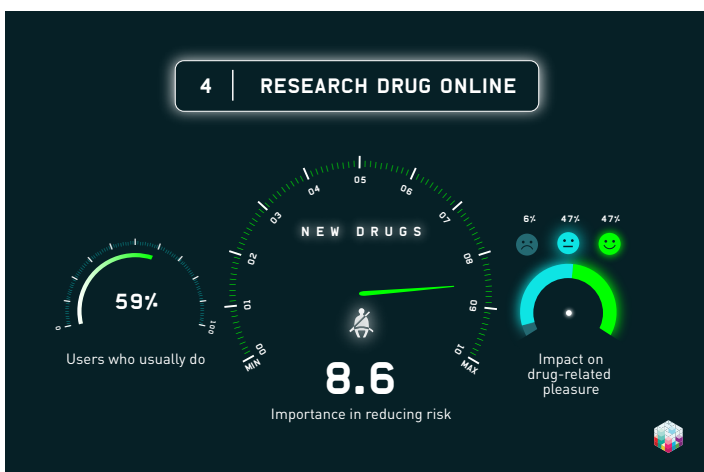 4 | RESEARCH DRUG ONLINE
NEW DRUGS
00
01
02
03
04
05
06
07
08
09
10
MIN
MAX
8.6
Importance in reducing risk
0
100
59%
Users who usually do
6% 47% 47%
Impact on
drug-related
pleasure